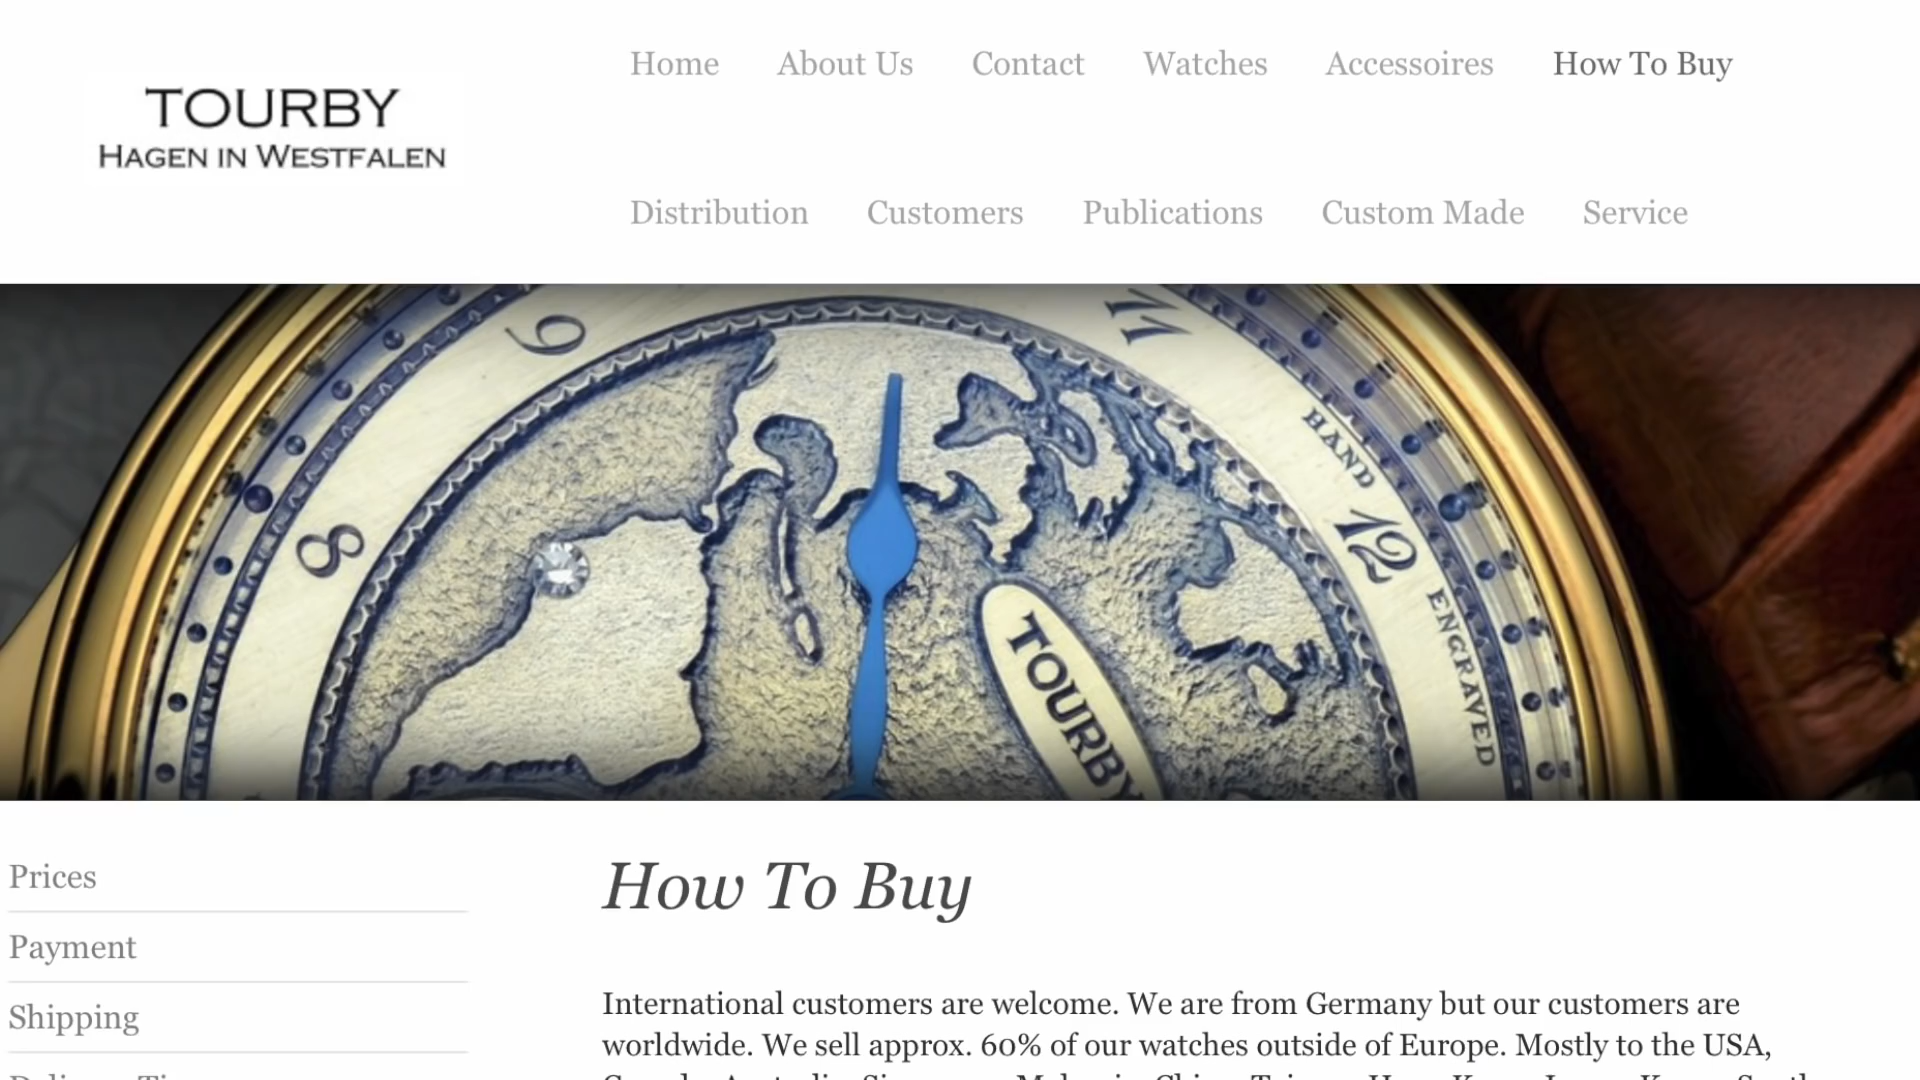 Home About Us Contact Watches Accessoires How To Buy
TOURBY
HAGEN IN WESTFALEN
Distribution Customers Publications Custom Made Service
9
8
HAND
12
ENGRAVED
TOURBY
Prices
Payment
Shipping
How To Buy
International customers are welcome. We are from Germany but our customers are
worldwide. We sell approx. 60% of our watches outside of Europe. Mostly to the USA,